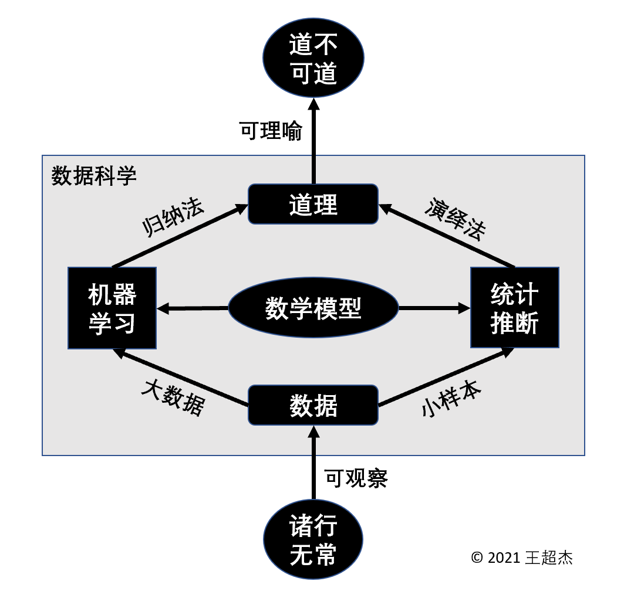 道不
可道
可理喻
数据科学
道理
归纳法
演绎法
机器
学习
数学模型
统计
推断
大数据
数据
小样本
可观察
诸行
无常
© 2021 王超杰